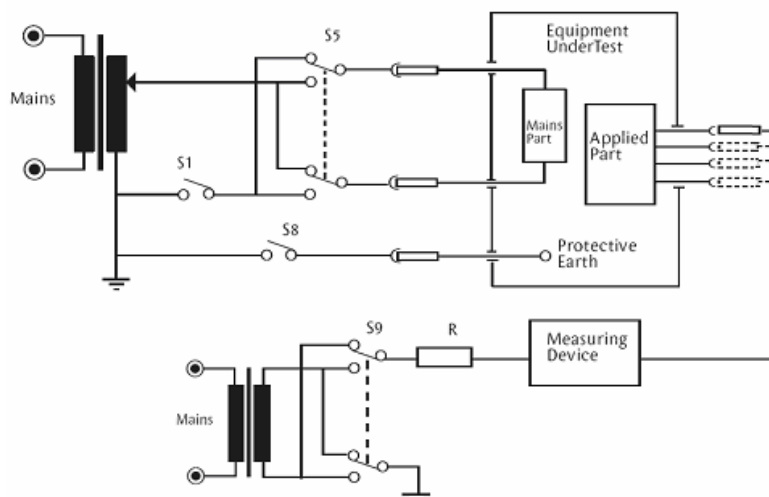 S5
Equipment
UnderTest
Mains
Mains
Part
Applied
Part
S1
S8
Protective
Earth
S9
R
Measuring
Device
Mains